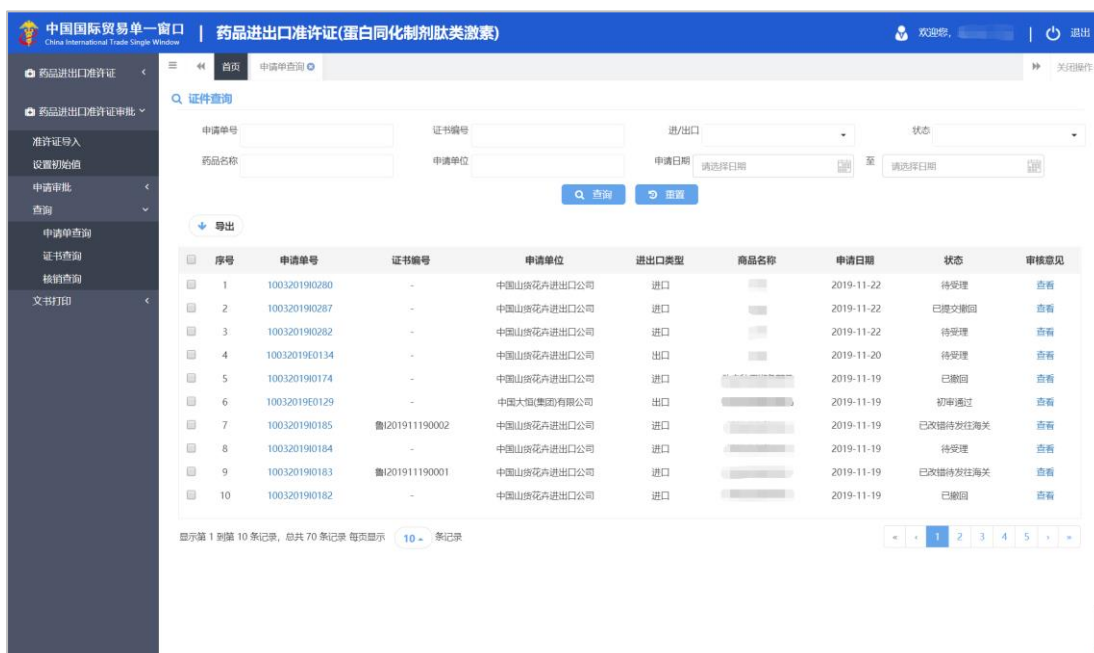 中国国际贸易单一窗口 | 药品进出口准许证(蛋白同化制剂肽类激素)
China International Trade Single Window
欢迎您, | 退出
药品进出口准许证
药品进出口准许证审批
准许证导入
设置初始值
申请审批
查询
申请单查询
证书查询
核销查询
文书打印
首页 申请单查询 关闭操作
证件查询
申请单号 证书编号 进/出口 状态
药品名称 申请单位 申请日期 请选择日期 至 请选择日期
查询 重置
导出
序号 申请单号 证书编号 申请单位 进出口类型 商品名称 申请日期 状态 审核意见
1 10032019I0280 - 中国山货花卉进出口公司 进口 2019-11-22 待受理 查看
2 10032019I0287 - 中国山货花卉进出口公司 进口 2019-11-22 已提交撤回 查看
3 10032019I0282 - 中国山货花卉进出口公司 进口 2019-11-22 待受理 查看
4 10032019E0134 - 中国山货花卉进出口公司 出口 2019-11-20 待受理 查看
5 10032019I0174 - 中国山货花卉进出口公司 进口 2019-11-19 已撤回 查看
6 10032019E0129 - 中国大恒(集团)有限公司 出口 2019-11-19 初审通过 查看
7 10032019I0185 鲁I201911190002 中国山货花卉进出口公司 进口 2019-11-19 已改错待发往海关 查看
8 10032019I0184 - 中国山货花卉进出口公司 进口 2019-11-19 待受理 查看
9 10032019I0183 鲁I201911190001 中国山货花卉进出口公司 进口 2019-11-19 已改错待发往海关 查看
10 10032019I0182 - 中国山货花卉进出口公司 进口 2019-11-19 已撤回 查看
显示第 1 到第 10 条记录，总共 70 条记录 每页显示 10 条记录
« ‹ 1 2 3 4 5 › »